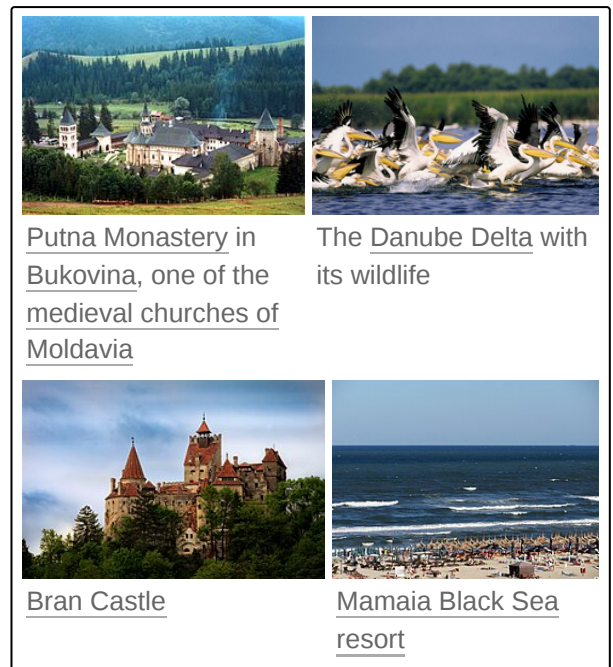 Putna Monastery in
Bukovina, one of the
medieval churches of
Moldavia
The Danube Delta with
its wildlife
Bran Castle
Mamaia Black Sea
resort